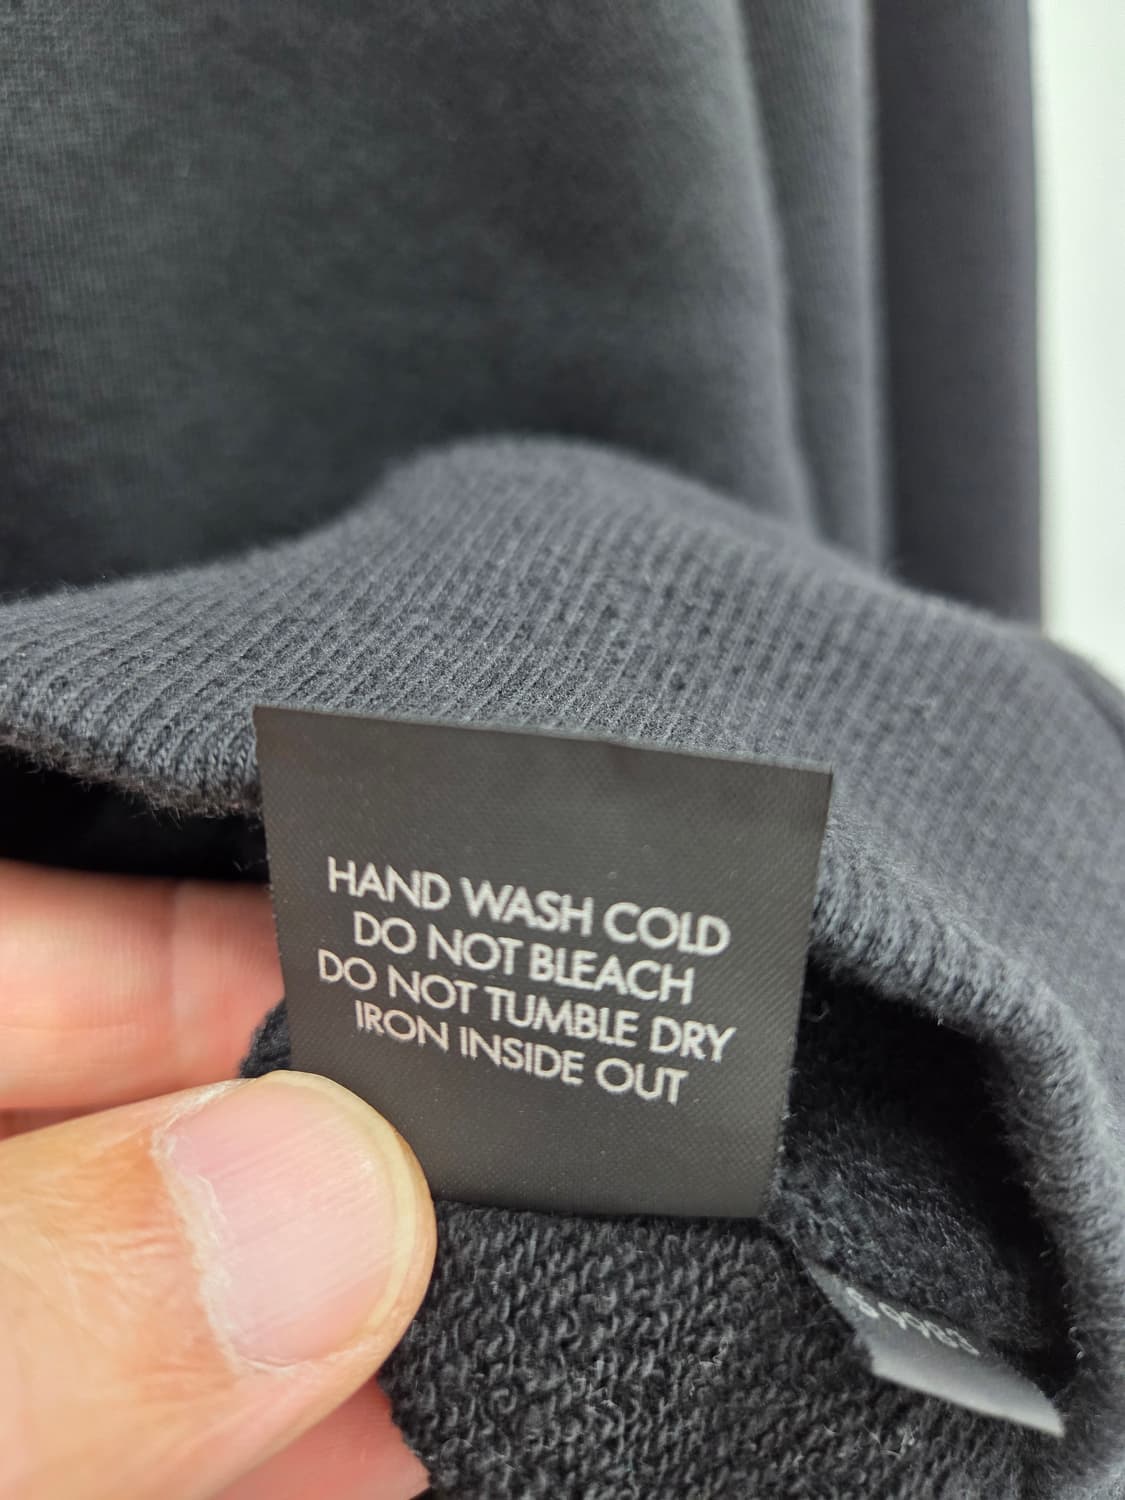 HAND WASH COLD
DO NOT BLEACH
DO NOT TUMBLE DRY
IRON INSIDE OUT